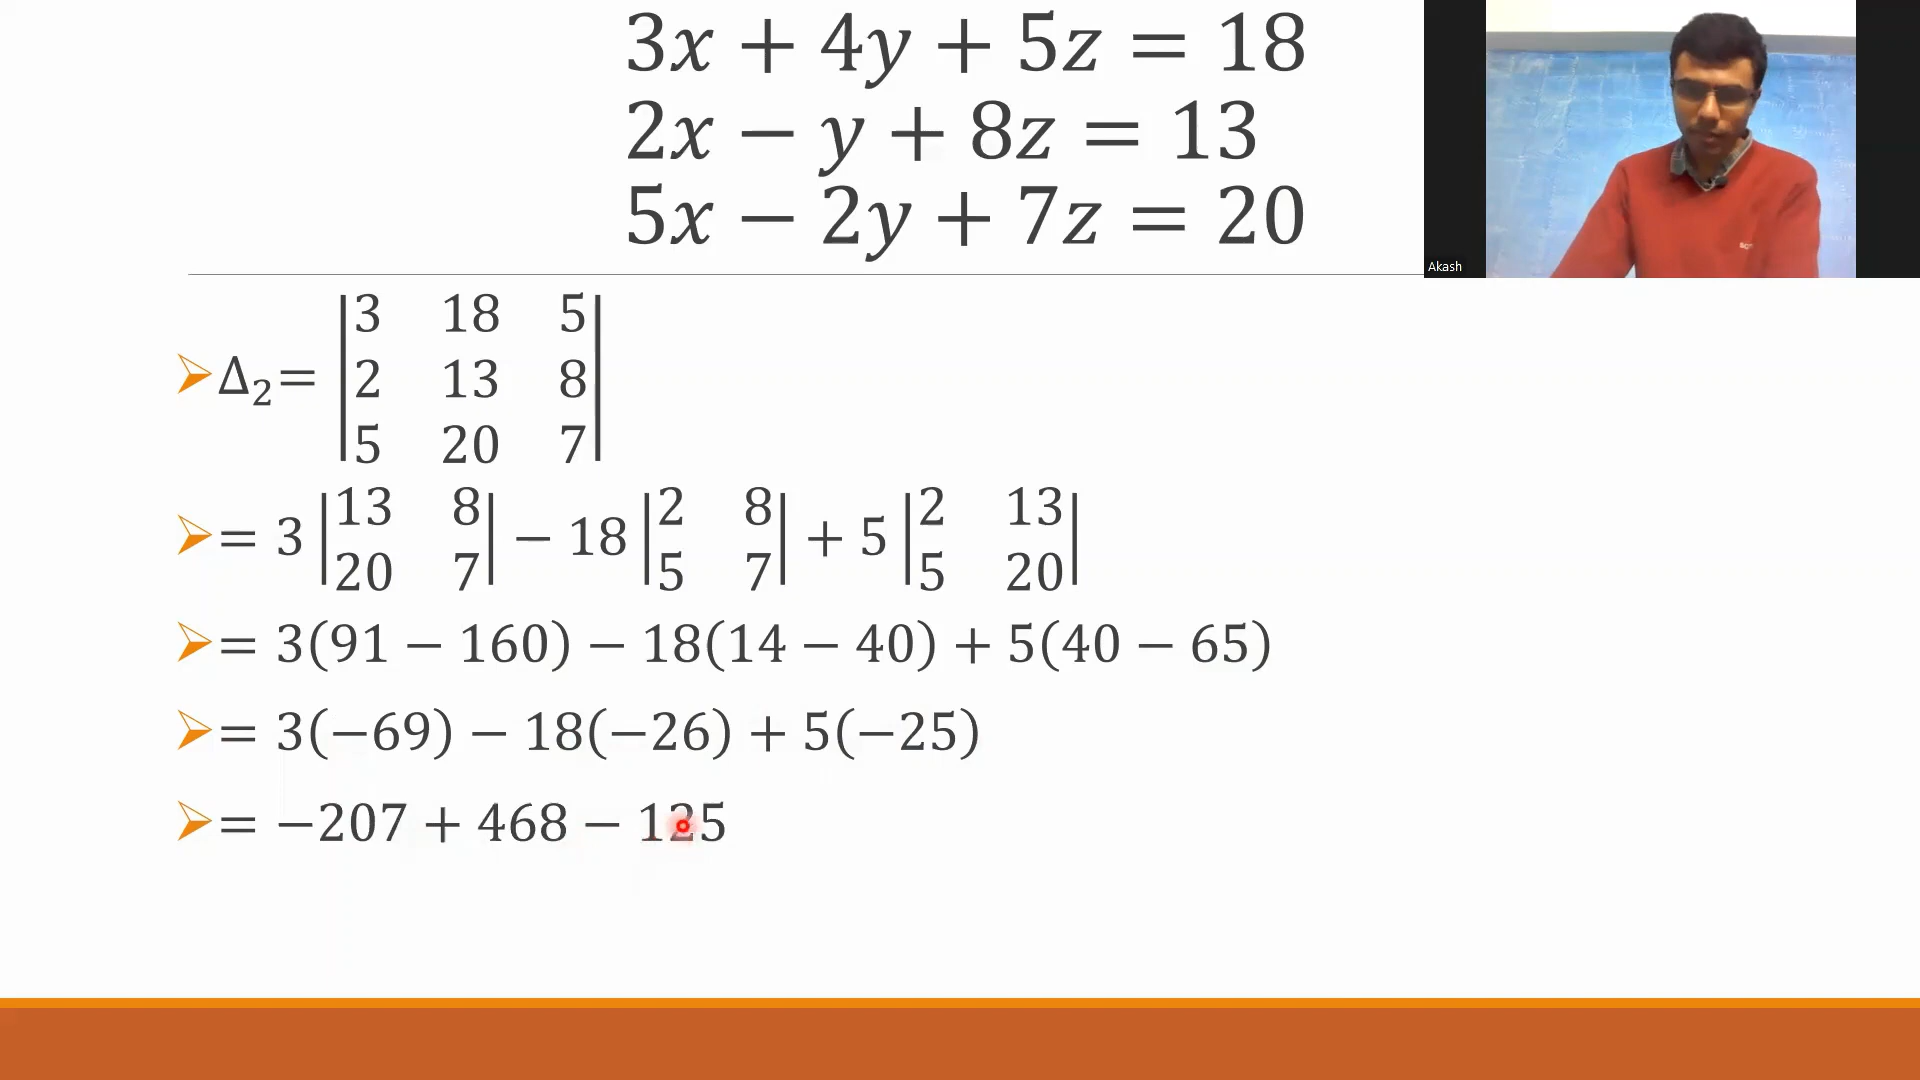 3x + 4y + 5z = 18
2x − y + 8z = 13
5x − 2y + 7z = 20
Akash
Δ₂= |3 18 5|
|2 13 8|
|5 20 7|
= 3 |13 8| − 18 |2 8| + 5 |2 13|
|20 7| |5 7| |5 20|
= 3(91 − 160) − 18(14 − 40) + 5(40 − 65)
= 3(−69) − 18(−26) + 5(−25)
= −207 + 468 − 125